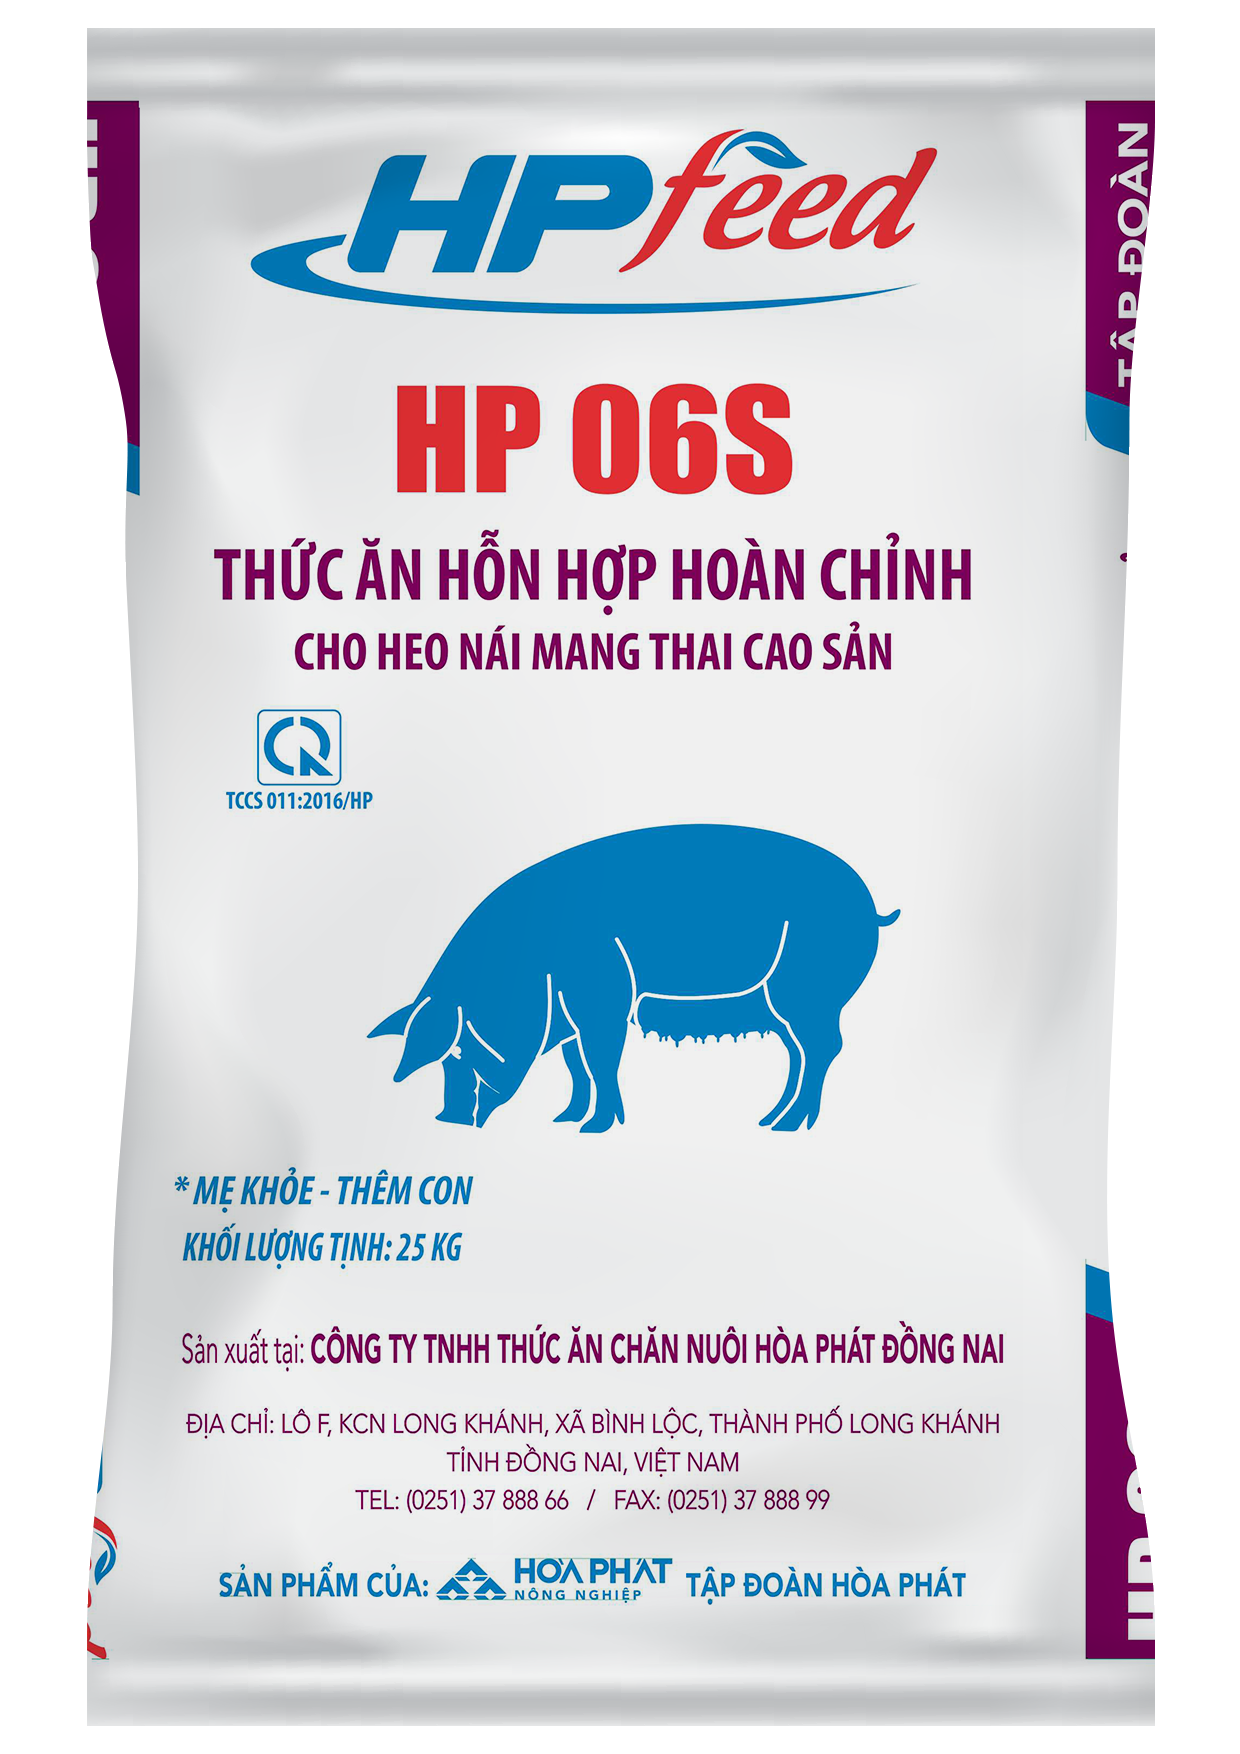 HPfeed
HP 06S
THỨC ĂN HỖN HỢP HOÀN CHỈNH
CHO HEO NÁI MANG THAI CAO SẢN
TCCS 011:2016/HP
* MẸ KHỎE - THÊM CON
KHỐI LƯỢNG TỊNH: 25 KG
Sản xuất tại: CÔNG TY TNHH THỨC ĂN CHĂN NUÔI HÒA PHÁT ĐỒNG NAI
ĐỊA CHỈ: LÔ F, KCN LONG KHÁNH, XÃ BÌNH LỘC, THÀNH PHỐ LONG KHÁNH
TỈNH ĐỒNG NAI, VIỆT NAM
TEL: (0251) 37 888 66 / FAX: (0251) 37 888 99
SẢN PHẨM CỦA: HÒA PHÁT NÔNG NGHIỆP TẬP ĐOÀN HÒA PHÁT
TẬP ĐOÀN